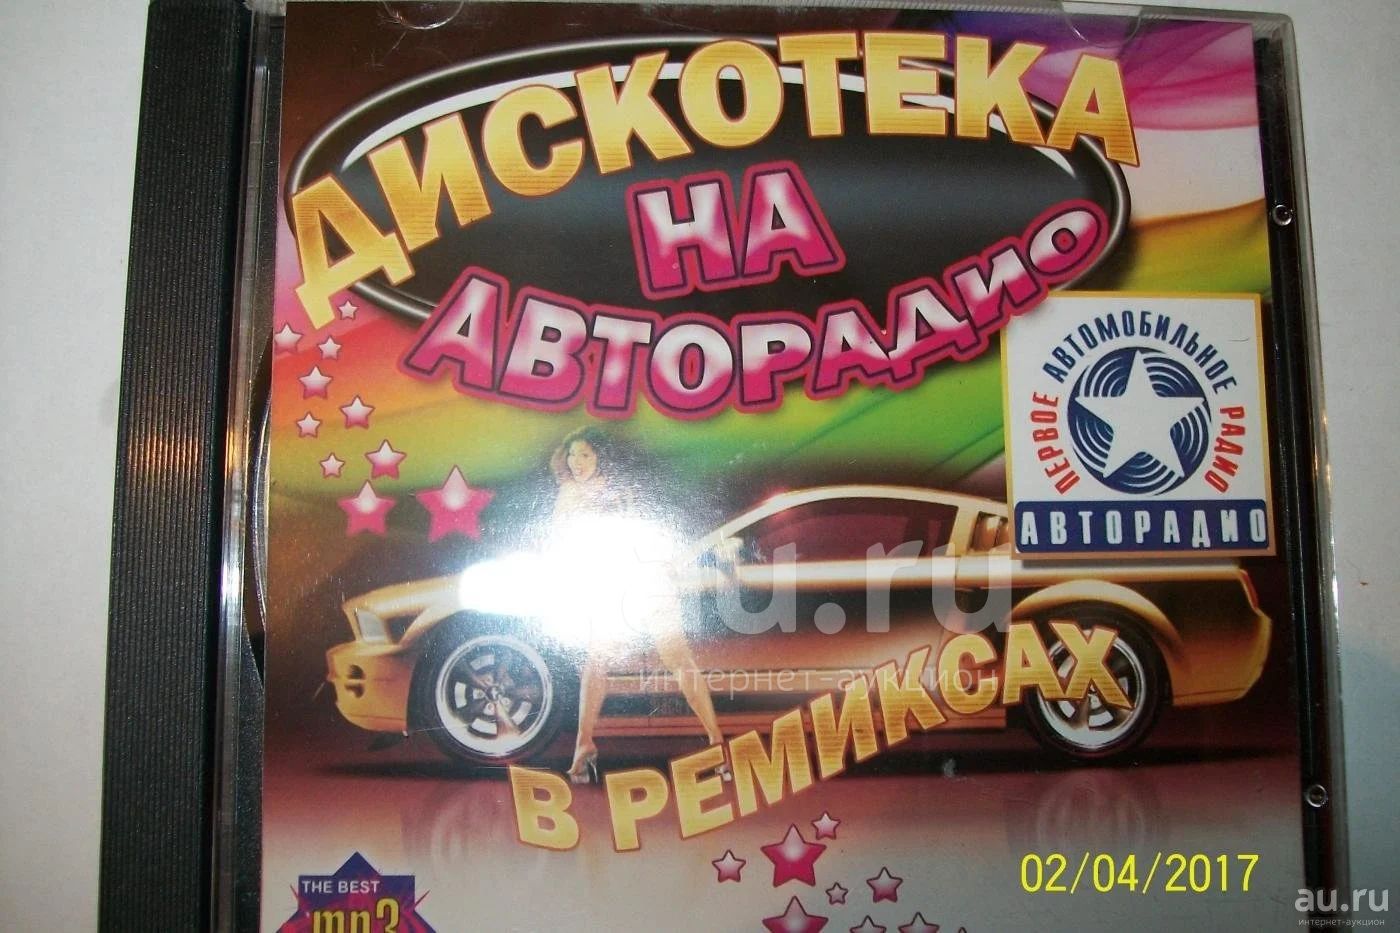 ДИСКОТЕКА
НА
АВТОРАДИО
ПЕРВОЕ АВТОМОБИЛЬНОЕ РАДИО
АВТОРАДИО
au.ru
интернет-аукцион
В РЕМИКСАХ
THE BEST
mp3
02/04/2017
au.ru
интернет-аукцион